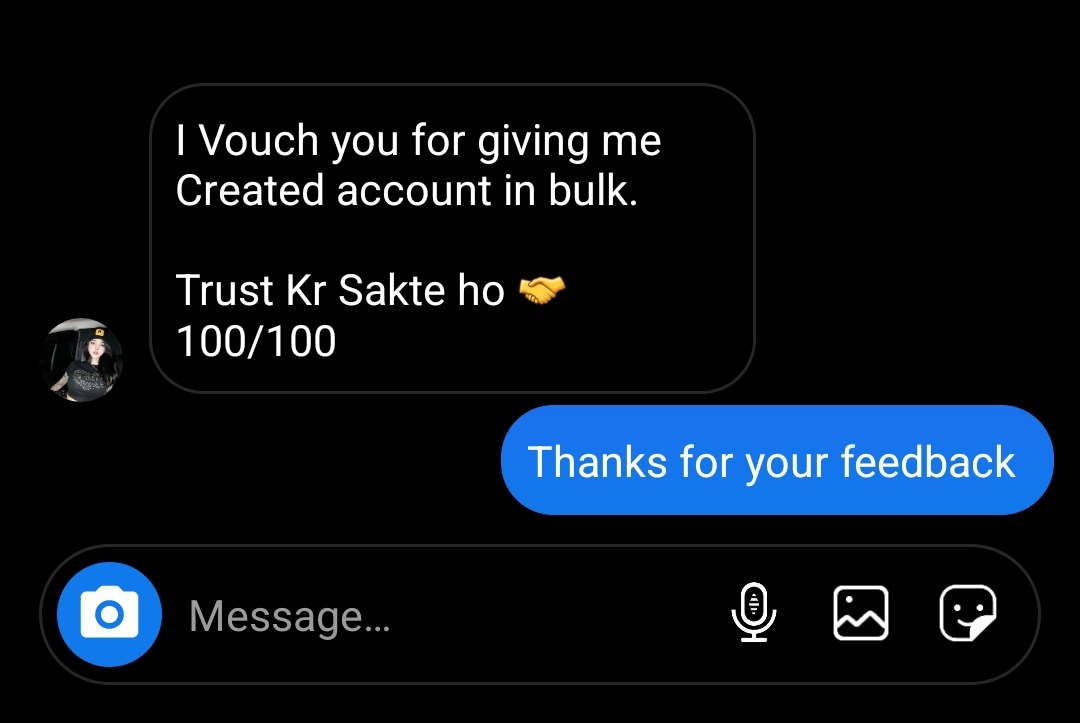 I Vouch you for giving me
Created account in bulk.
Trust Kr Sakte ho 🤝
100/100
Thanks for your feedback
Message...